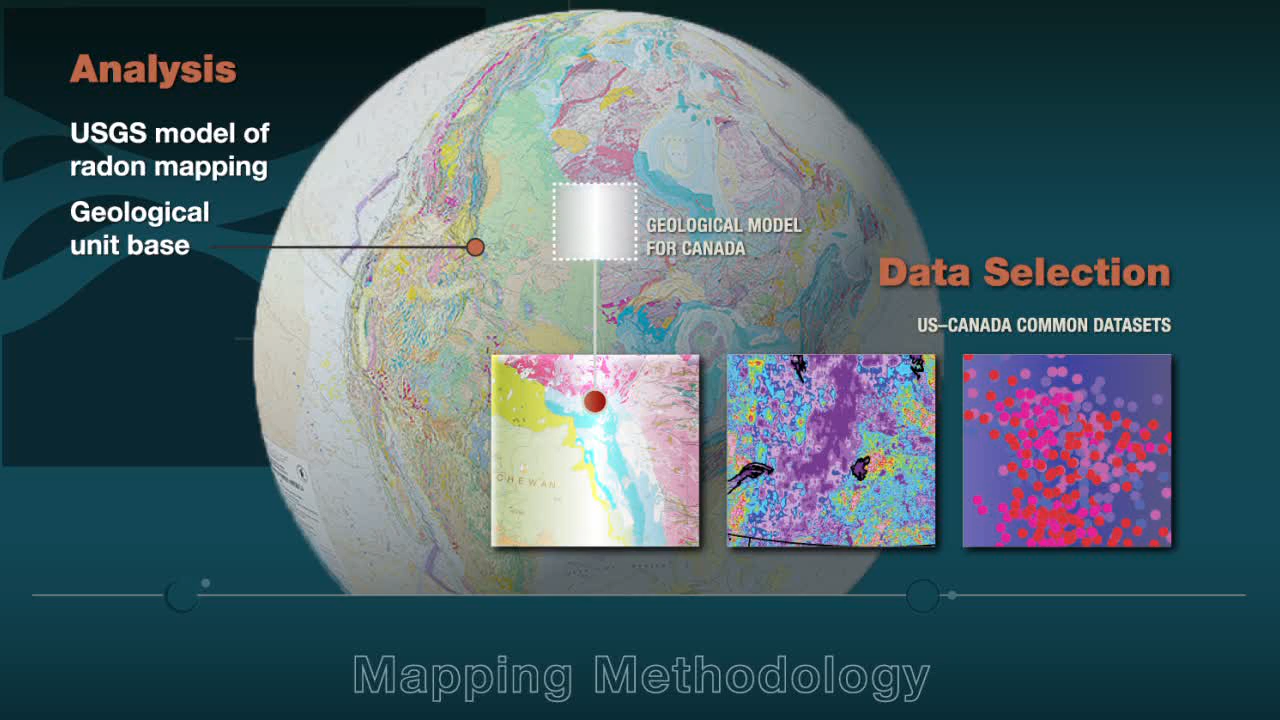 Analysis
USGS model of
radon mapping
Geological
unit base
GEOLOGICAL MODEL
FOR CANADA
Data Selection
US–CANADA COMMON DATASETS
CHEWAN
Mapping Methodology